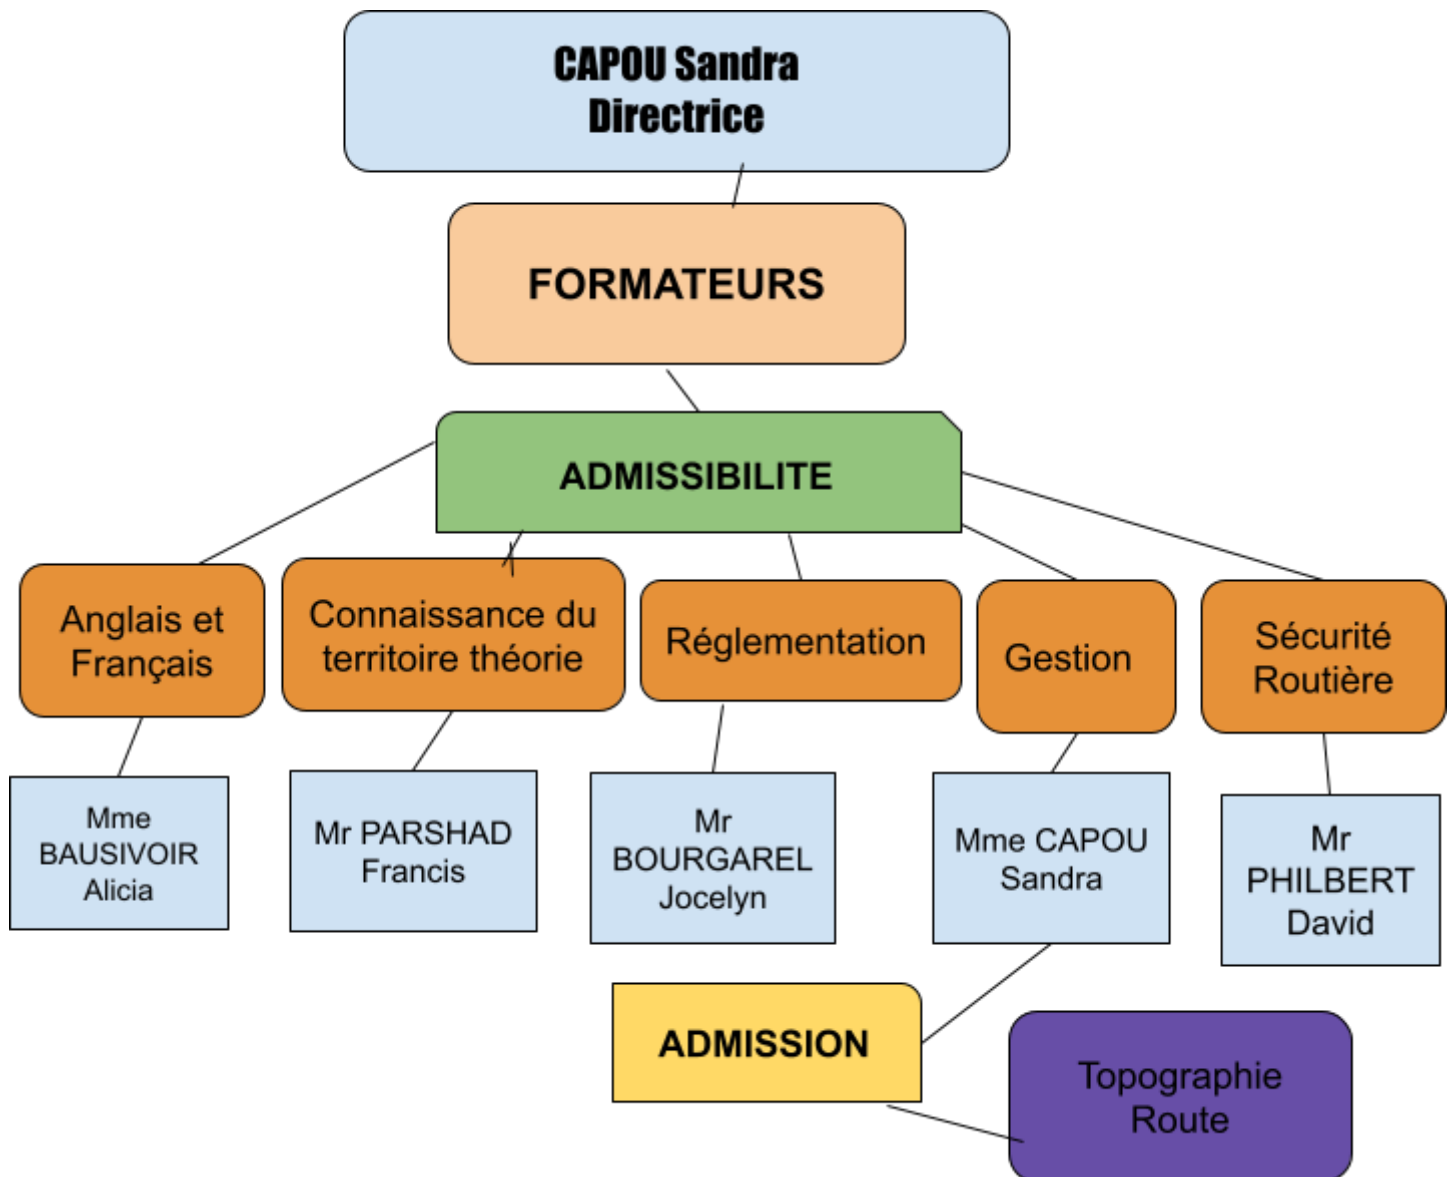 CAPOU Sandra
Directrice
FORMATEURS
ADMISSIBILITE
Anglais et
Français
Connaissance du
territoire théorie
Réglementation
Gestion
Sécurité
Routière
Mme
BAUSIVOIR
Alicia
Mr PARSHAD
Francis
Mr
BOURGAREL
Jocelyn
Mme CAPOU
Sandra
Mr
PHILBERT
David
ADMISSION
Topographie
Route